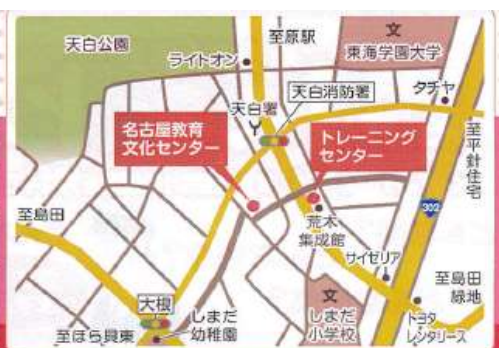 至原駅
文
東海学園大学
天白公園
ライトオン
天白消防署
タチヤ
天白署
名古屋教育
文化センター
トレーニング
センター
至平針住宅
至島田
302
荒木
集成館
サイゼリア
至島田
緑地
大根
しまだ
幼稚園
文
しまだ
小学校
トヨタ
レンタリース
至ほら貝東